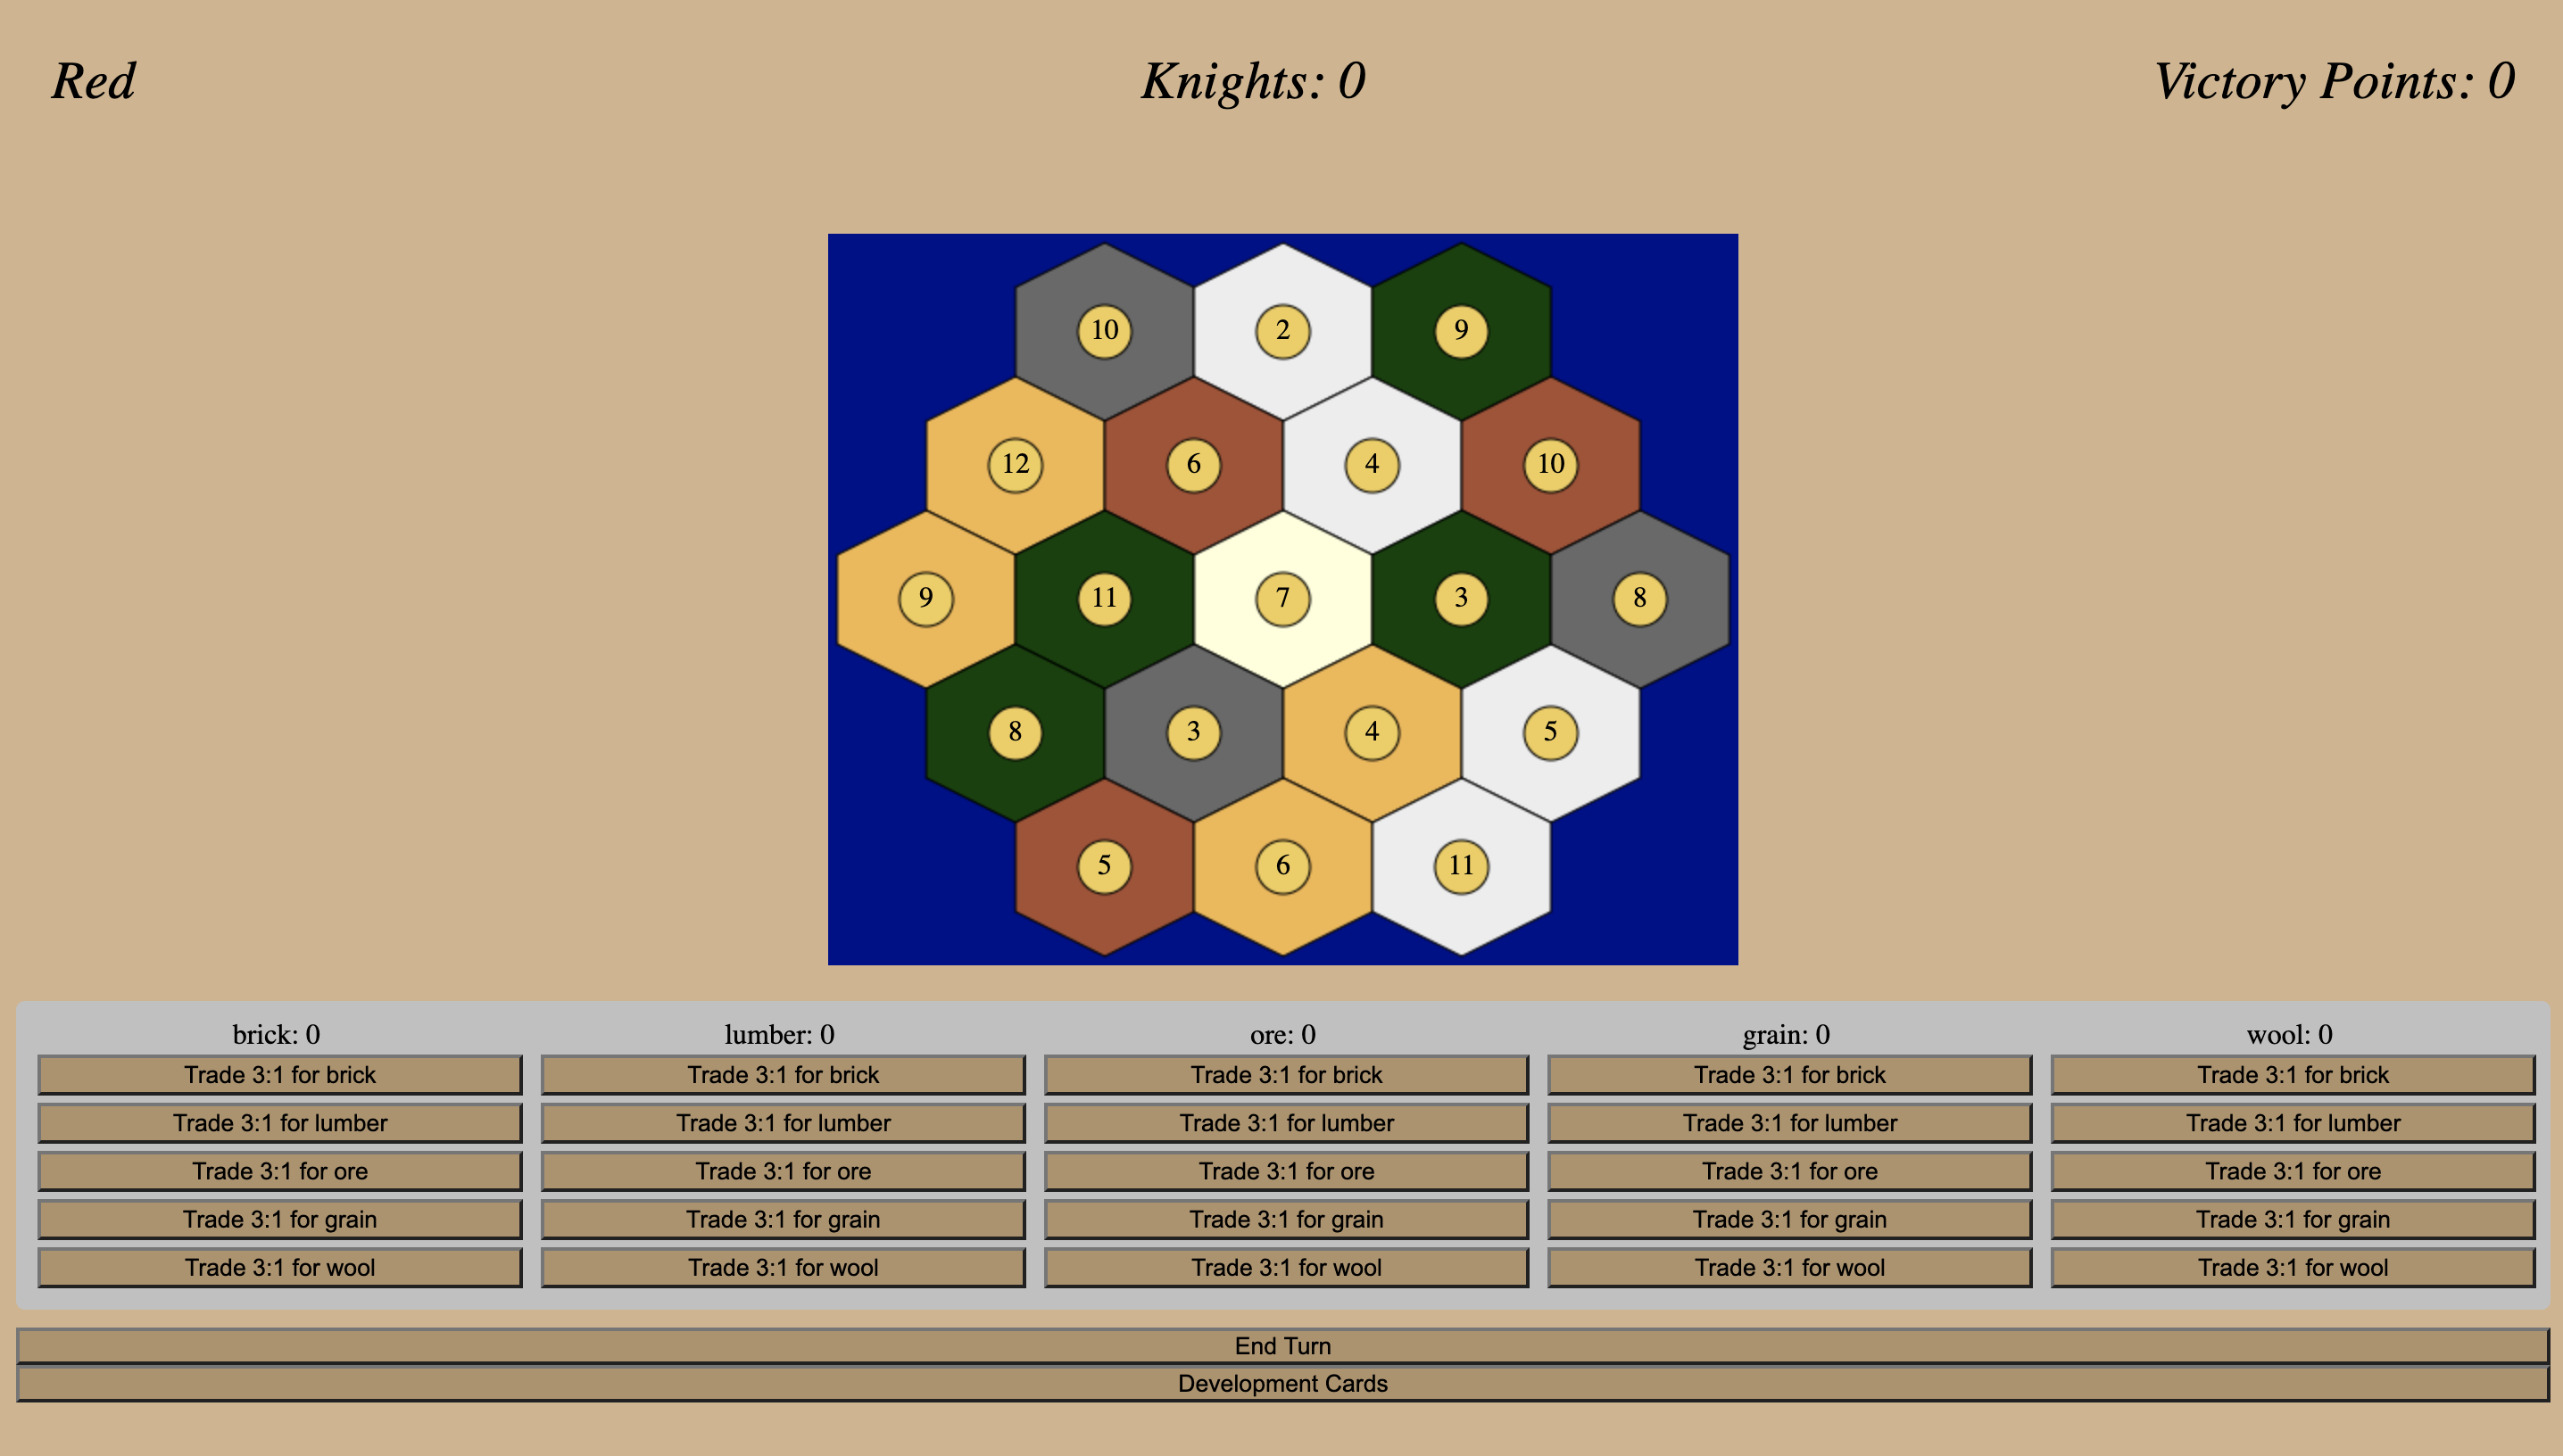 Red Knights: 0 Victory Points: 0
10 2 9
12 6 4 10
9 11 7 3 8
8 3 4 5
5 6 11
brick: 0 lumber: 0 ore: 0 grain: 0 wool: 0
Trade 3:1 for brick Trade 3:1 for brick Trade 3:1 for brick Trade 3:1 for brick Trade 3:1 for brick
Trade 3:1 for lumber Trade 3:1 for lumber Trade 3:1 for lumber Trade 3:1 for lumber Trade 3:1 for lumber
Trade 3:1 for ore Trade 3:1 for ore Trade 3:1 for ore Trade 3:1 for ore Trade 3:1 for ore
Trade 3:1 for grain Trade 3:1 for grain Trade 3:1 for grain Trade 3:1 for grain Trade 3:1 for grain
Trade 3:1 for wool Trade 3:1 for wool Trade 3:1 for wool Trade 3:1 for wool Trade 3:1 for wool
End Turn
Development Cards